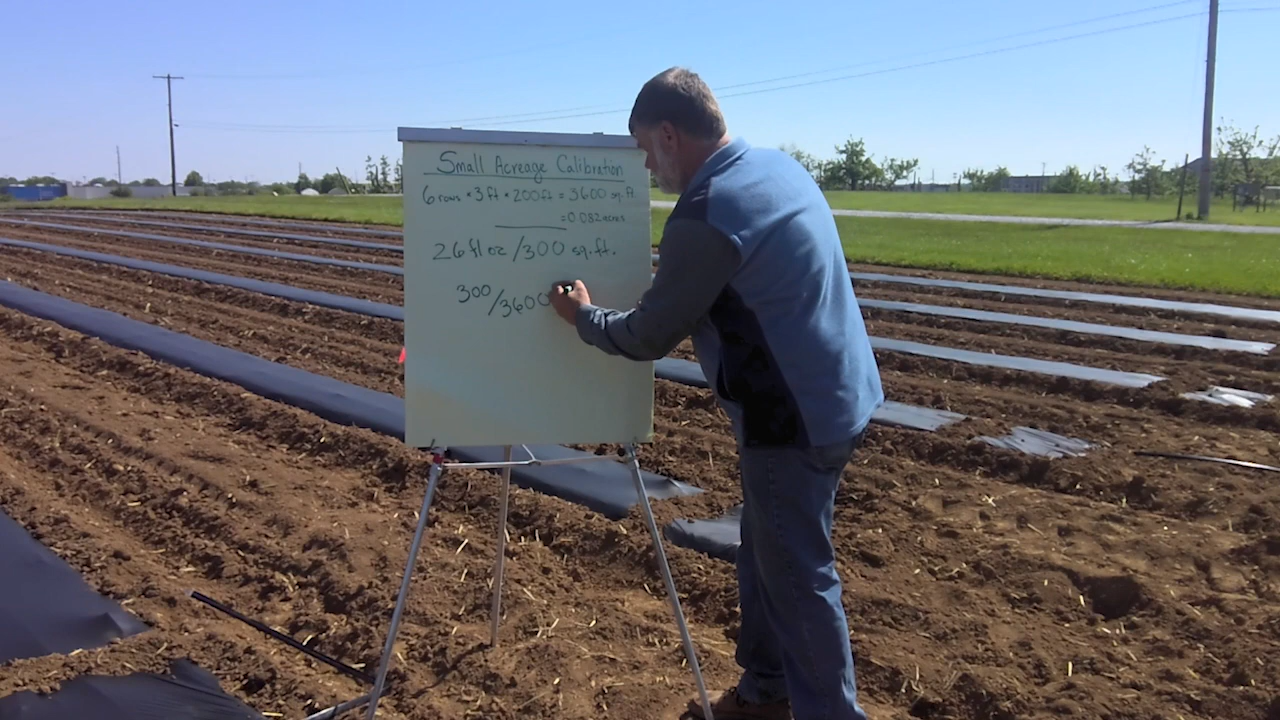 Small Acreage Calibration
6 rows * 3 ft * 200 ft = 3600 sq. ft.
= 0.082 acres
26 fl oz / 300 sq. ft.
300/3600